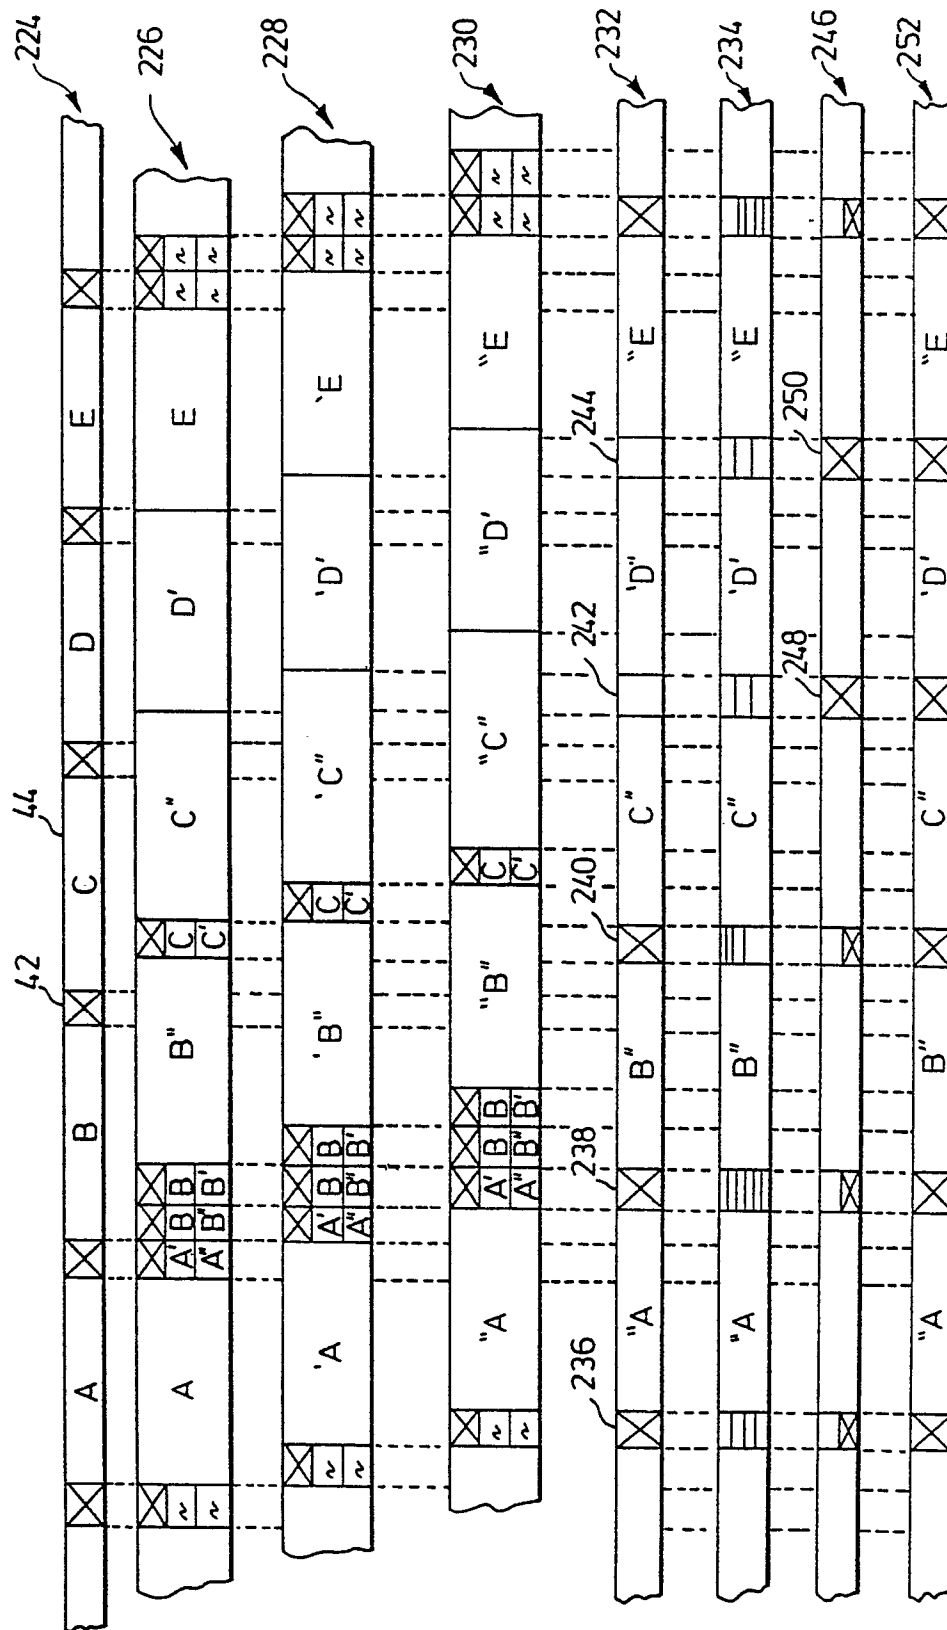 42 44 224
A B C D E
226
~ A' B B C ~ ~
A B" C" D' E
~ A" B" B' C' ~ ~
228
~ A' B B C ~ ~
'A 'B" 'C" 'D' 'E
~ A" B" B' C' ~ ~
230
~ A' B B C ~ ~
"A "B" "C" "D' "E
~ A" B" B' C' ~ ~
236 238 240 242 244 232
"A B" C" 'D' "E
234
"A B" C" 'D' "E
248 250 246
252
"A B" C" 'D' "E